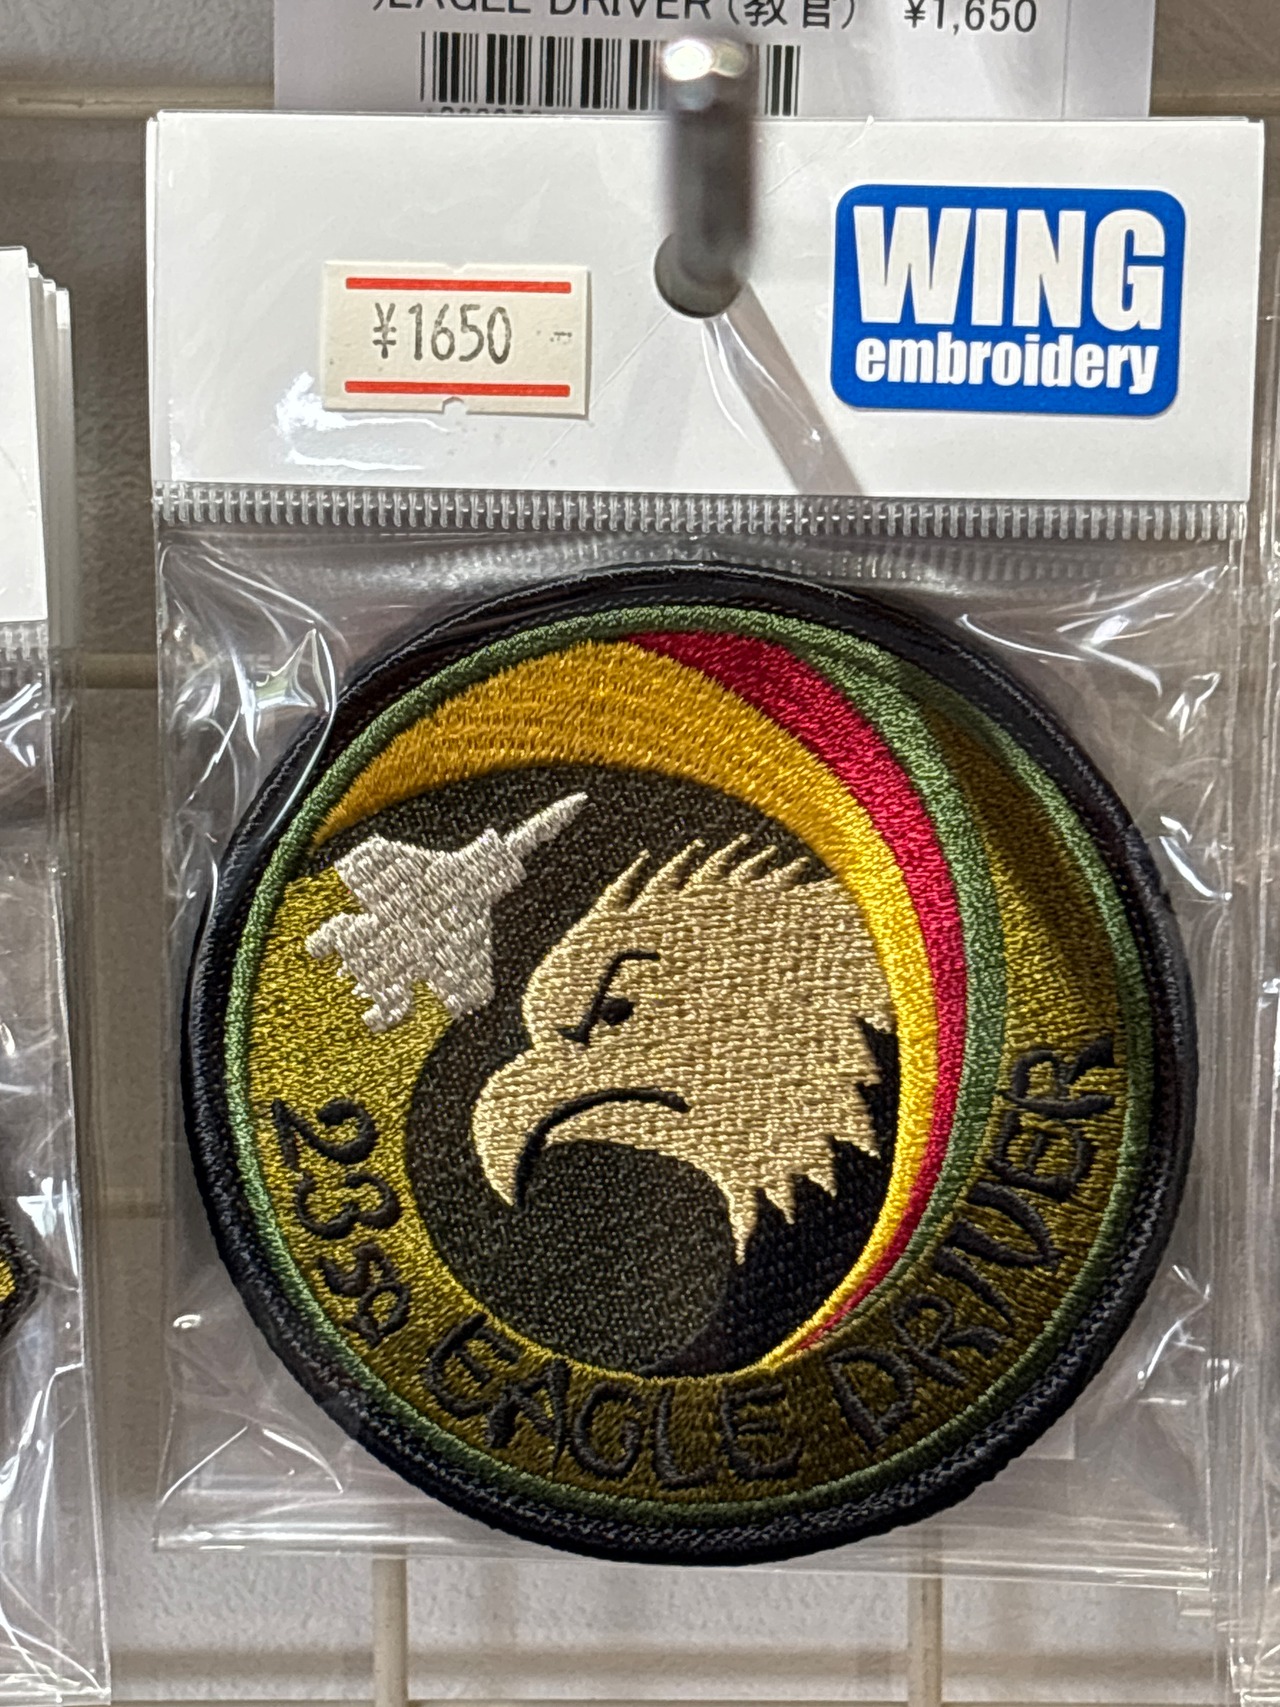 )EAGLE DRIVER(教官) ¥1,650
WING
embroidery
¥1650
23SQ EAGLE DRIVER